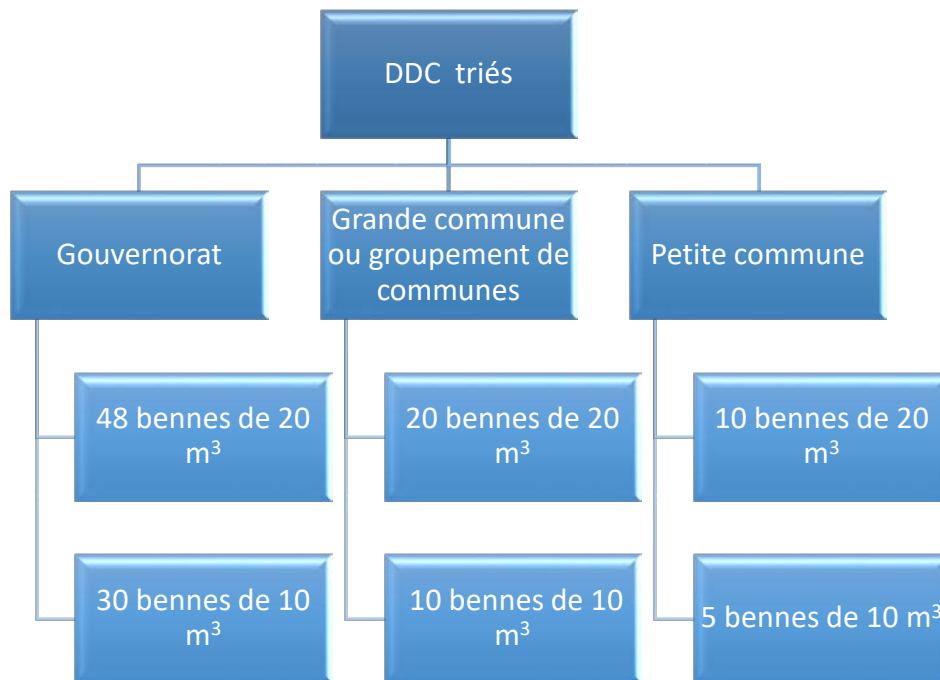 DDC triés
Gouvernorat
Grande commune
ou groupement de
communes
Petite commune
48 bennes de 20
m³
20 bennes de 20
m³
10 bennes de 20
m³
30 bennes de 10
m³
10 bennes de 10
m³
5 bennes de 10 m³